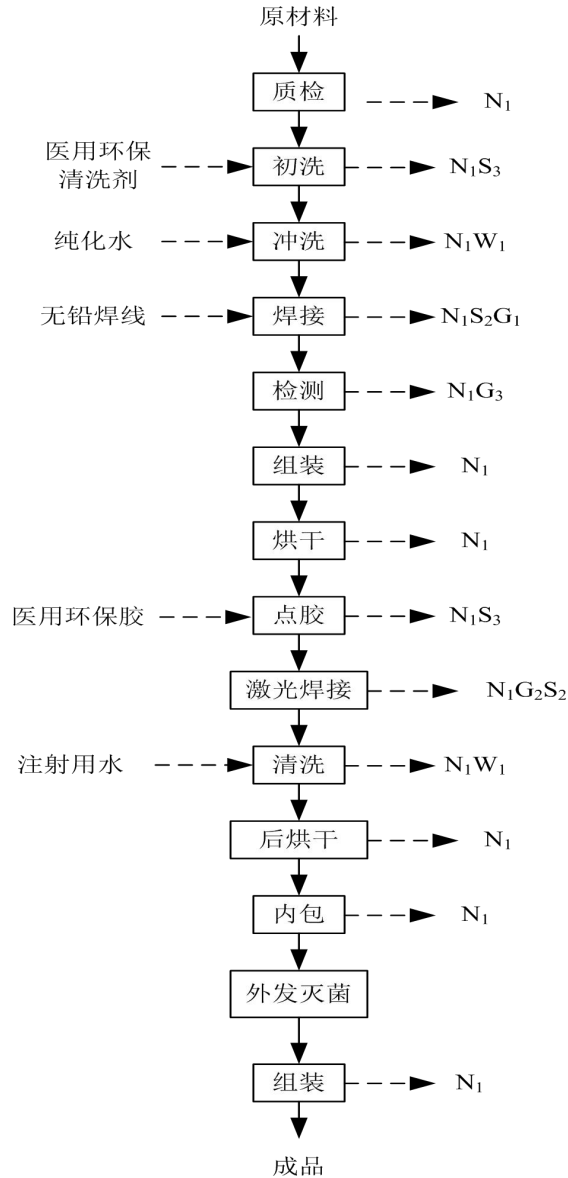 原材料
质检
N₁
医用环保
清洗剂
初洗
N₁S₃
纯化水
冲洗
N₁W₁
无铅焊线
焊接
N₁S₂G₁
检测
N₁G₃
组装
N₁
烘干
N₁
医用环保胶
点胶
N₁S₃
激光焊接
N₁G₂S₂
注射用水
清洗
N₁W₁
后烘干
N₁
内包
N₁
外发灭菌
组装
N₁
成品